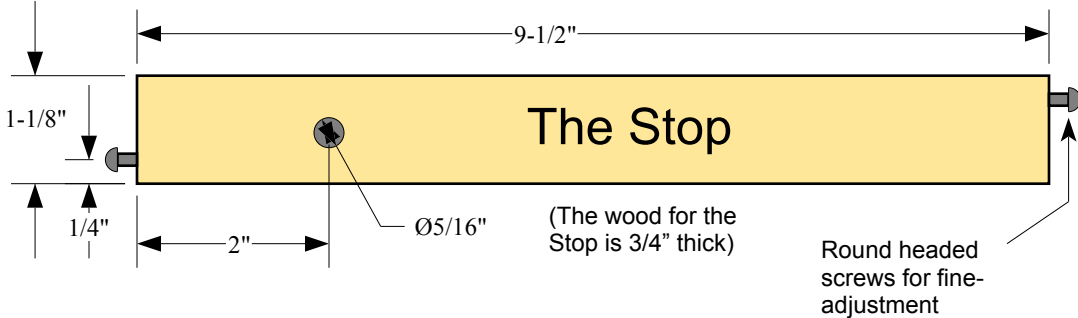 9-1/2"
1-1/8"
The Stop
1/4"
2"
Ø5/16"
(The wood for the
Stop is 3/4” thick)
Round headed
screws for fine-
adjustment